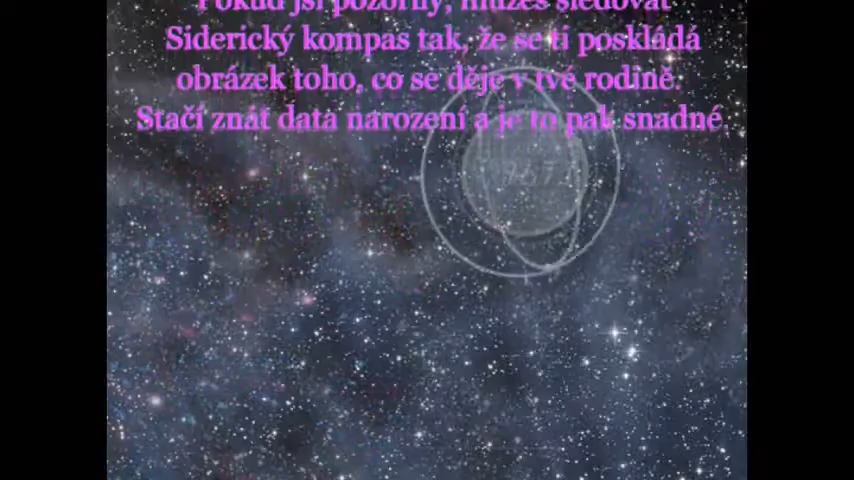 Pokud jsi pozorný, můžeš sledovat
Siderický kompas tak, že se ti poskládá
obrázek toho, co se děje v tvé rodině.
Stačí znát data narození a je to pak snadné.